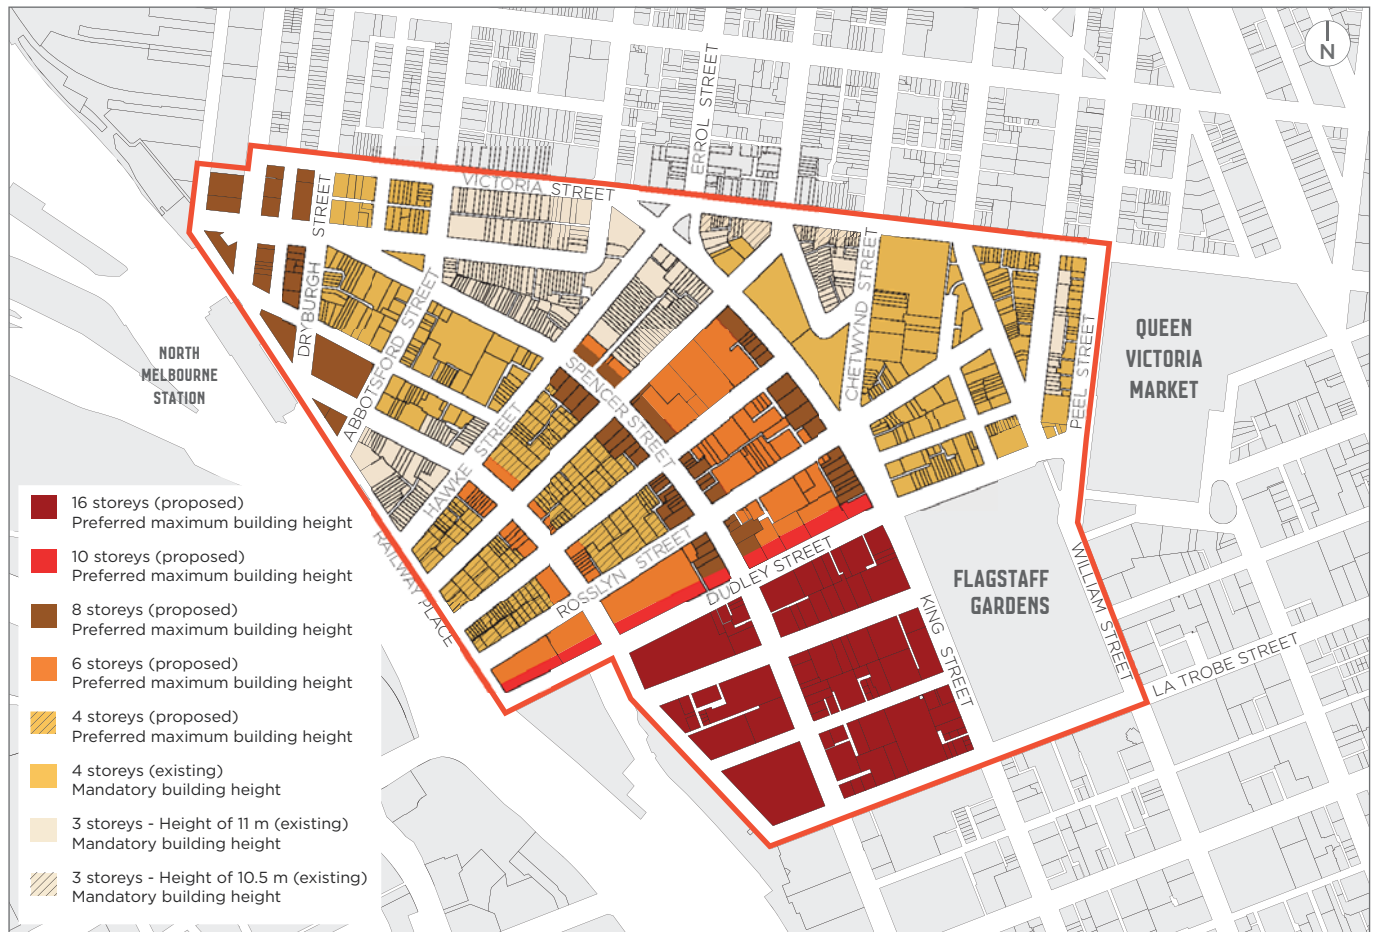 N
ERROL STREET
VICTORIA STREET
DRYBURGH STREET
ABBOTSFORD STREET
CHETWYND STREET
PEEL STREET
QUEEN
VICTORIA
MARKET
NORTH
MELBOURNE
STATION
SPENCER STREET
HAWKE STREET
RAILWAY PLACE
ROSSLYN STREET
DUDLEY STREET
KING STREET
FLAGSTAFF
GARDENS
WILLIAM STREET
LA TROBE STREET
16 storeys (proposed)
Preferred maximum building height
10 storeys (proposed)
Preferred maximum building height
8 storeys (proposed)
Preferred maximum building height
6 storeys (proposed)
Preferred maximum building height
4 storeys (proposed)
Preferred maximum building height
4 storeys (existing)
Mandatory building height
3 storeys - Height of 11 m (existing)
Mandatory building height
3 storeys - Height of 10.5 m (existing)
Mandatory building height